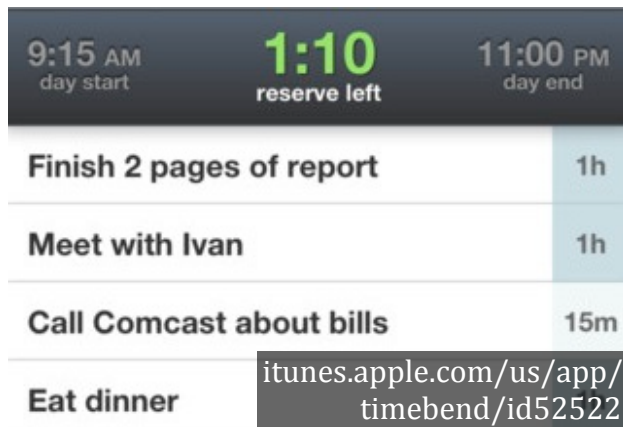 9:15 AM
day start
1:10
reserve left
11:00 PM
day end
Finish 2 pages of report 1h
Meet with Ivan 1h
Call Comcast about bills 15m
Eat dinner
itunes.apple.com/us/app/
timebend/id52522